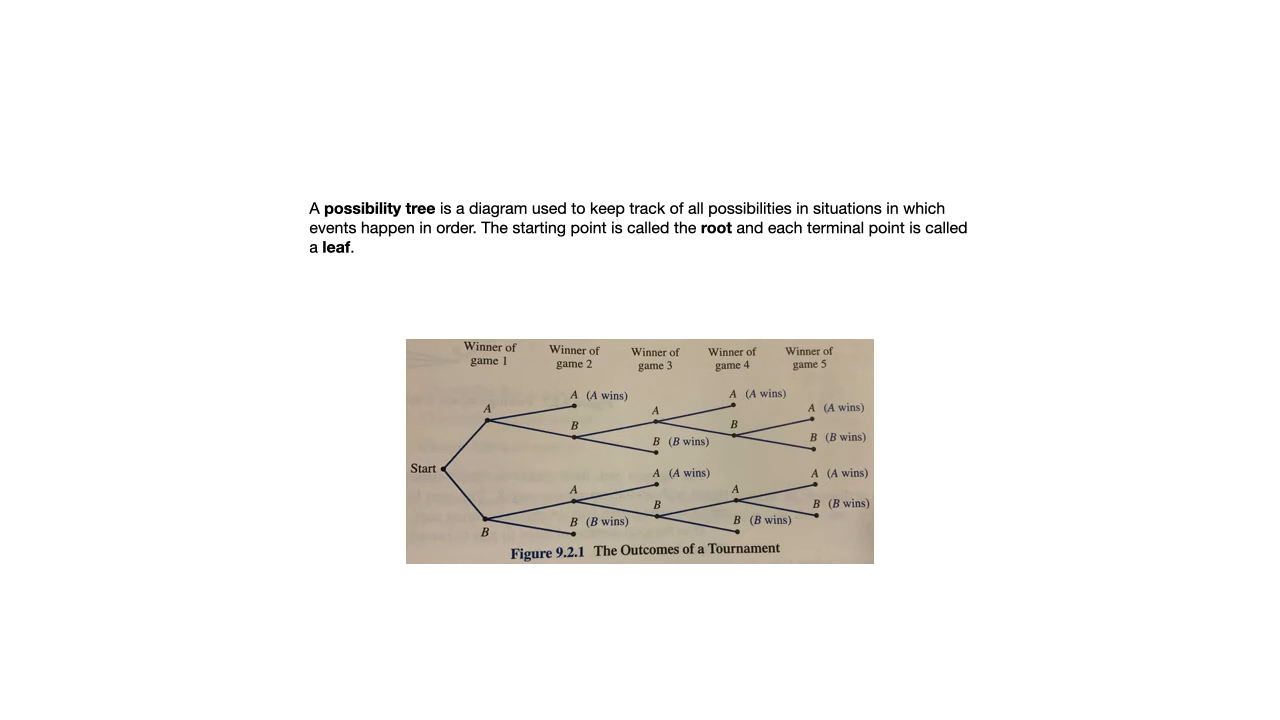 A possibility tree is a diagram used to keep track of all possibilities in situations in which
events happen in order. The starting point is called the root and each terminal point is called
a leaf.
Winner of game 1
Winner of game 2
Winner of game 3
Winner of game 4
Winner of game 5
A (A wins)
A (A wins)
A
A
A (A wins)
B
B
B (B wins)
B (B wins)
Start
A (A wins)
A (A wins)
A
A
B
B (B wins)
B (B wins)
B (B wins)
B
Figure 9.2.1 The Outcomes of a Tournament